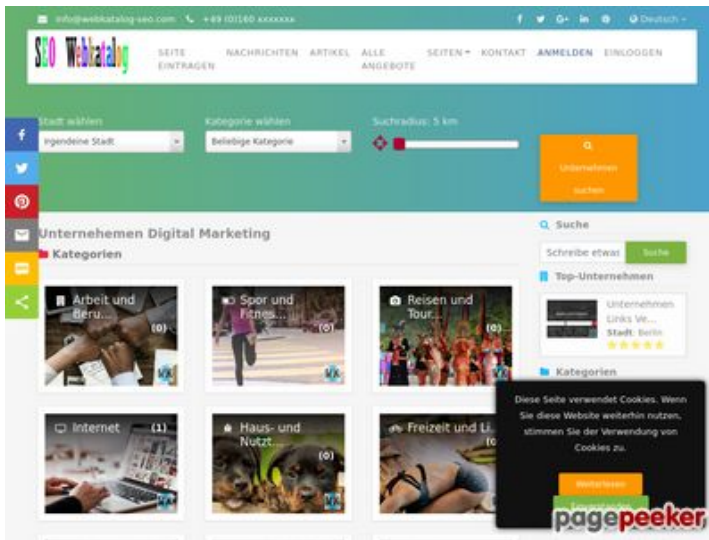 info@webkatalog-seo.com +49 (0)160 xxxxxxx
Deutsch
SEO Webkatalog
SEITE EINTRAGEN
NACHRICHTEN
ARTIKEL
ALLE ANGEBOTE
SEITEN
KONTAKT
ANMELDEN
EINLOGGEN
Stadt wählen
Irgendeine Stadt
Kategorie wählen
Beliebige Kategorie
Suchradius: 5 km
Unternehmen
suchen
Unternehemen Digital Marketing
Kategorien
Arbeit und
Beru...
(0)
Spor und
Fitnes...
(0)
Reisen und
Tour...
(0)
Internet
(1)
Haus- und
Nutzt...
(0)
Freizeit und Li...
Suche
Schreibe etwas
Suche
Top-Unternehmen
Unternehmen
Links Ve...
Stadt: Berlin
Kategorien
Diese Seite verwendet Cookies. Wenn
Sie diese Website weiterhin nutzen,
stimmen Sie der Verwendung von
Cookies zu.
Weiterlesen
pagepeeker